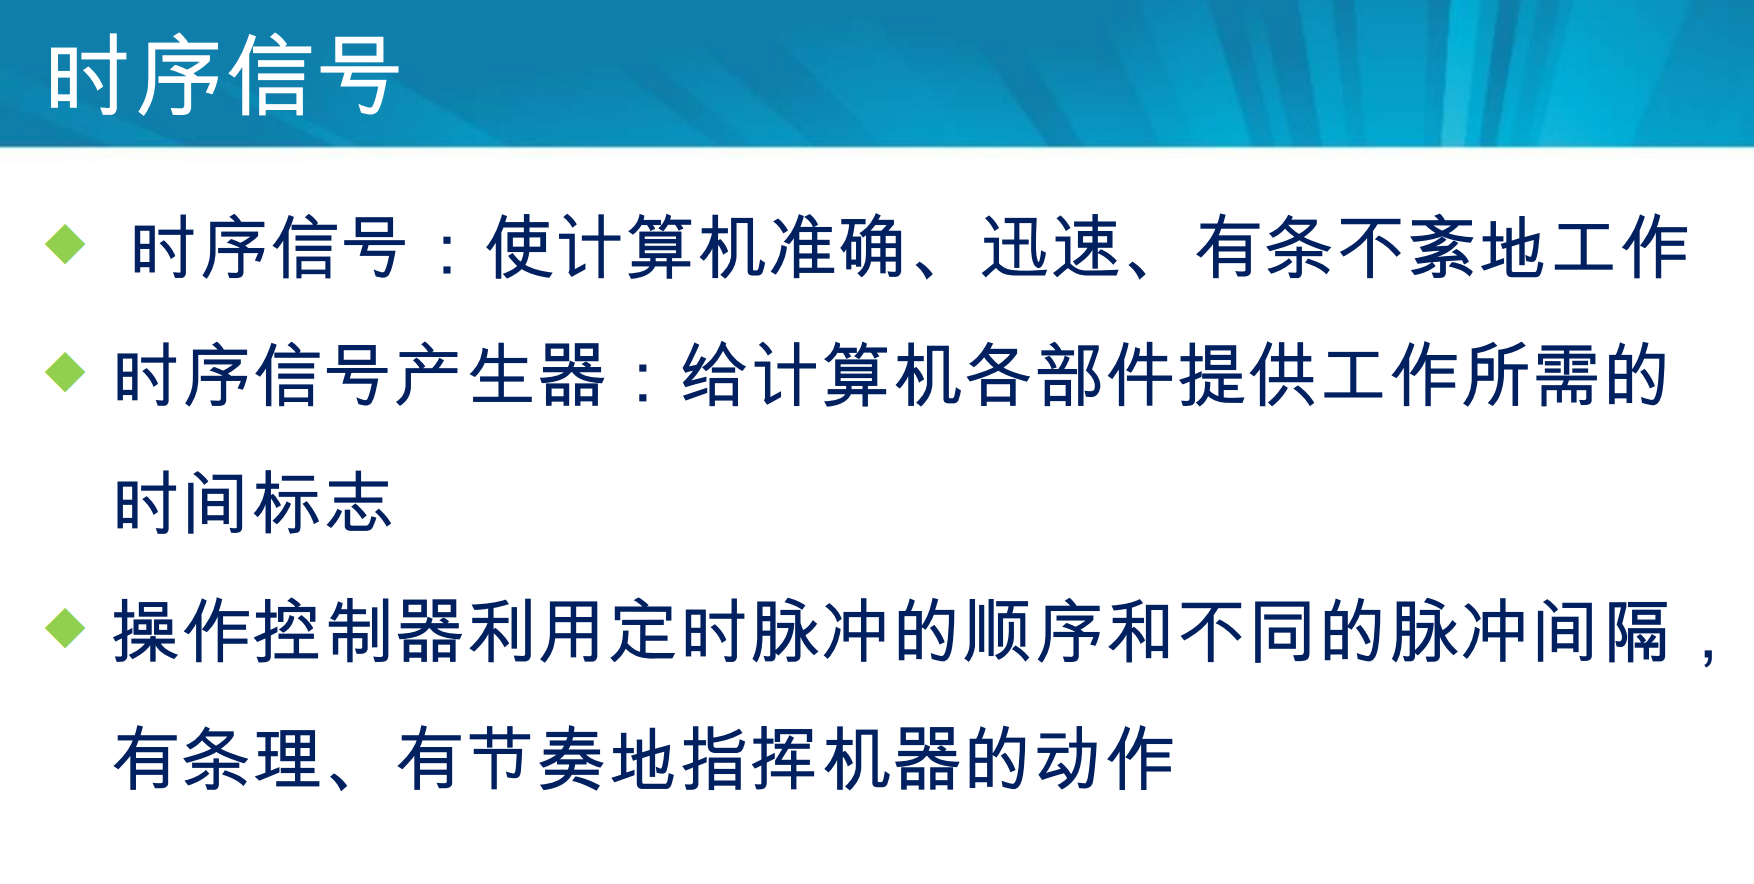 时序信号
时序信号：使计算机准确、迅速、有条不紊地工作
时序信号产生器：给计算机各部件提供工作所需的
时间标志
操作控制器利用定时脉冲的顺序和不同的脉冲间隔，
有条理、有节奏地指挥机器的动作